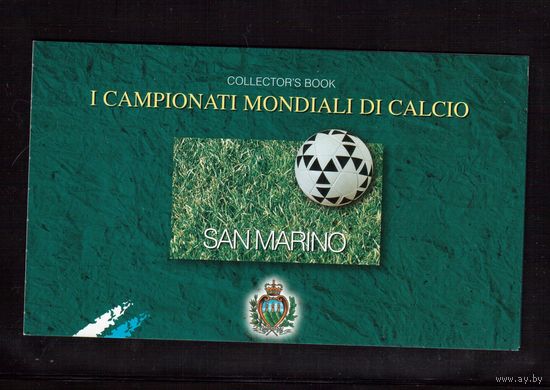 COLLECTOR'S BOOK
I CAMPIONATI MONDIALI DI CALCIO
SAN MARINO
www.ay.by